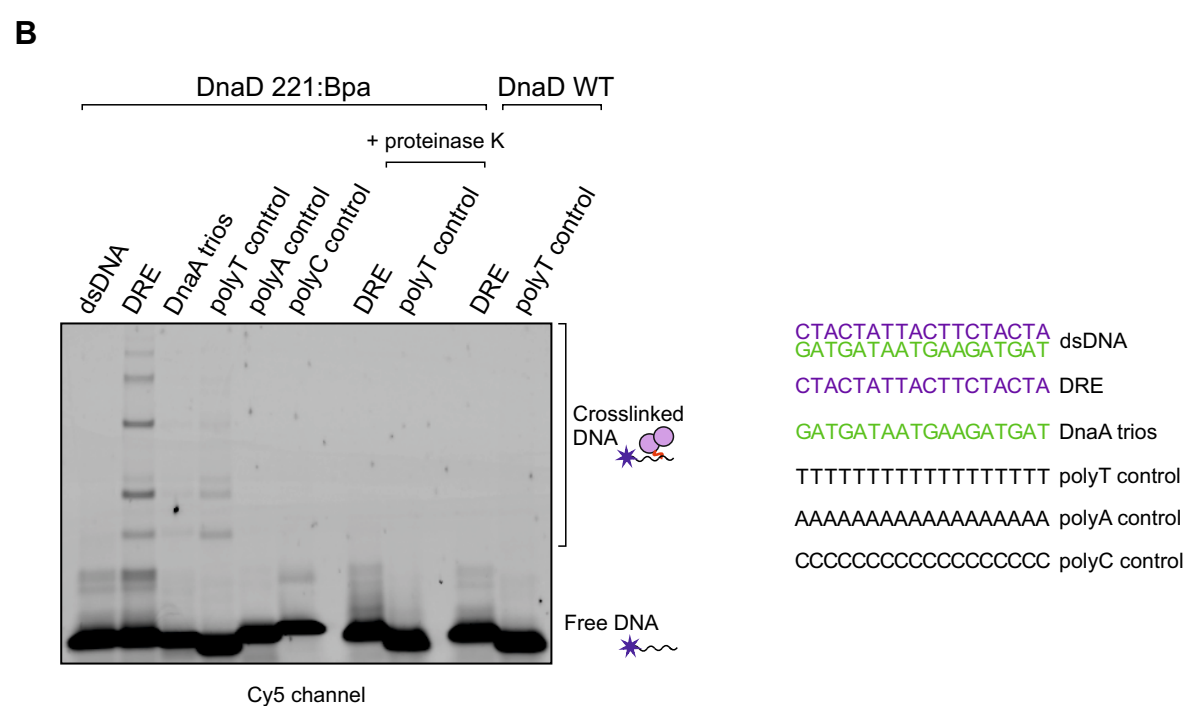 B
DnaD 221:Bpa
DnaD WT
+ proteinase K
dsDNA
DRE
DnaA trios
polyT control
polyA control
polyC control
DRE
polyT control
DRE
polyT control
Crosslinked
DNA
Free DNA
Cy5 channel
CTACTATTACTTCTACTA
GATGATAATGAAGATGAT
dsDNA
CTACTATTACTTCTACTA DRE
GATGATAATGAAGATGAT DnaA trios
TTTTTTTTTTTTTTTTTT polyT control
AAAAAAAAAAAAAAAAAA polyA control
CCCCCCCCCCCCCCCCCC polyC control